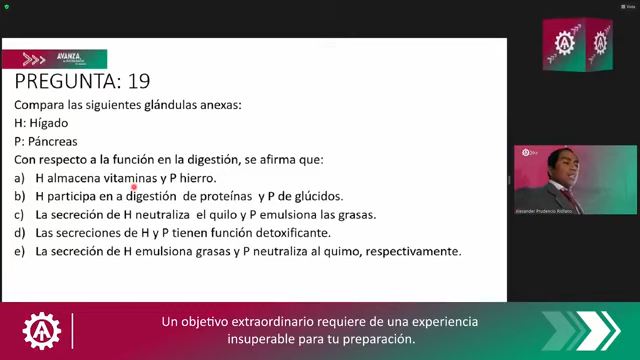 Vista
AVANZA
PREGUNTA: 19
Compara las siguientes glándulas anexas:
H: Hígado
P: Páncreas
Con respecto a la función en la digestión, se afirma que:
a) H almacena vitaminas y P hierro.
b) H participa en a digestión de proteínas y P de glúcidos.
c) La secreción de H neutraliza el quilo y P emulsiona las grasas.
d) Las secreciones de H y P tienen función detoxificante.
e) La secreción de H emulsiona grasas y P neutraliza al quimo, respectivamente.
Un objetivo extraordinario requiere de una experiencia
insuperable para tu preparación.